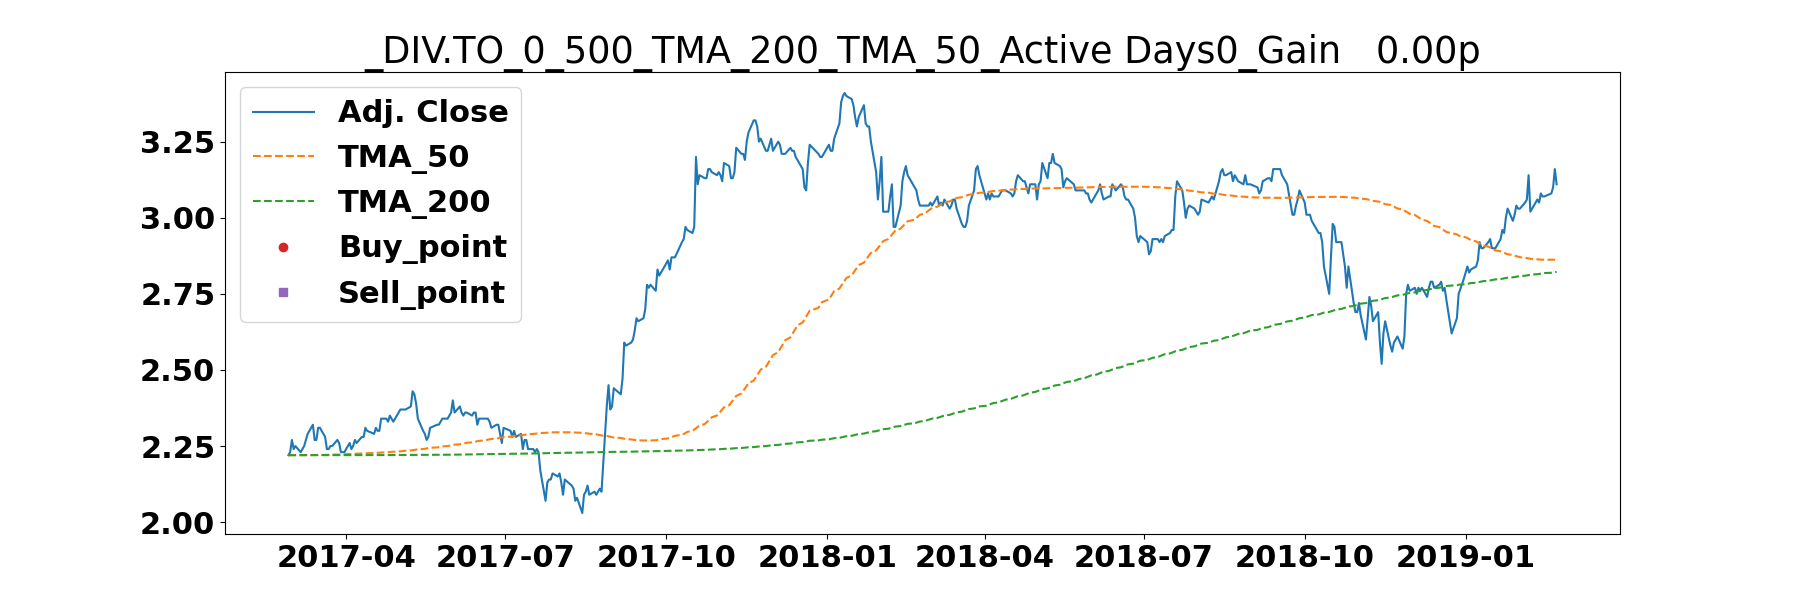 _DIV.TO_0_500_TMA_200_TMA_50_Active Days0_Gain   0.00p
Adj. Close
TMA_50
TMA_200
Buy_point
Sell_point
3.25
3.00
2.75
2.50
2.25
2.00
2017-04 2017-07 2017-10 2018-01 2018-04 2018-07 2018-10 2019-01